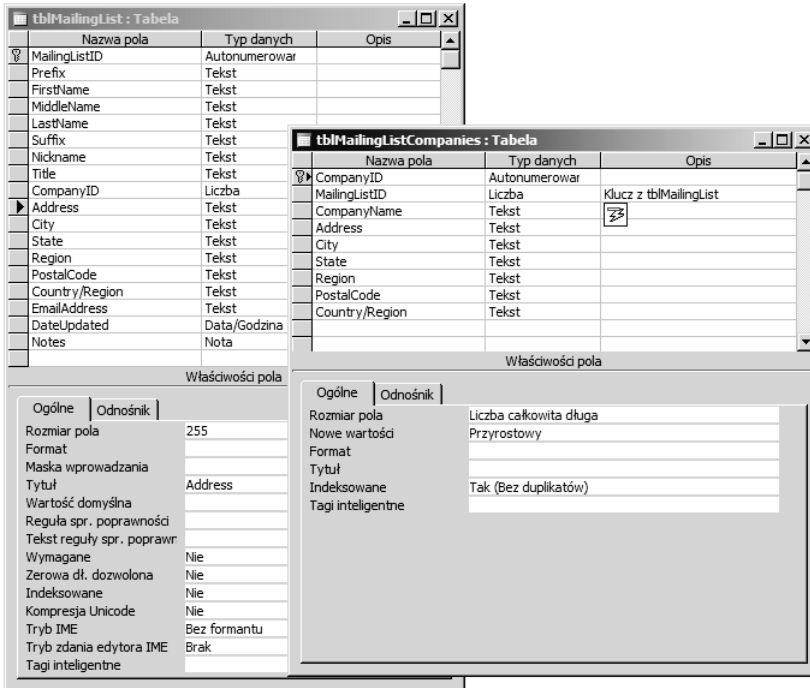 tblMailingList : Tabela
Nazwa pola Typ danych Opis
MailingListID Autonumerowar
Prefix Tekst
FirstName Tekst
MiddleName Tekst
LastName Tekst
Suffix Tekst
Nickname Tekst
Title Tekst
CompanyID Liczba
Address Tekst
City Tekst
State Tekst
Region Tekst
PostalCode Tekst
Country/Region Tekst
EmailAddress Tekst
DateUpdated Data/Godzina
Notes Nota
Właściwości pola
Ogólne Odnośnik
Rozmiar pola 255
Format
Maska wprowadzania
Tytuł Address
Wartość domyślna
Reguła spr. poprawności
Tekst reguły spr. poprawr
Wymagane Nie
Zerowa dł. dozwolona Nie
Indeksowane Nie
Kompresja Unicode Nie
Tryb IME Bez formantu
Tryb zdania edytora IME Brak
Tagi inteligentne
tblMailingListCompanies : Tabela
Nazwa pola Typ danych Opis
CompanyID Autonumerowar
MailingListID Liczba Klucz z tblMailingList
CompanyName Tekst
Address Tekst
City Tekst
State Tekst
Region Tekst
PostalCode Tekst
Country/Region Tekst
Właściwości pola
Ogólne Odnośnik
Rozmiar pola Liczba całkowita długa
Nowe wartości Przyrostowy
Format
Tytuł
Indeksowane Tak (Bez duplikatów)
Tagi inteligentne